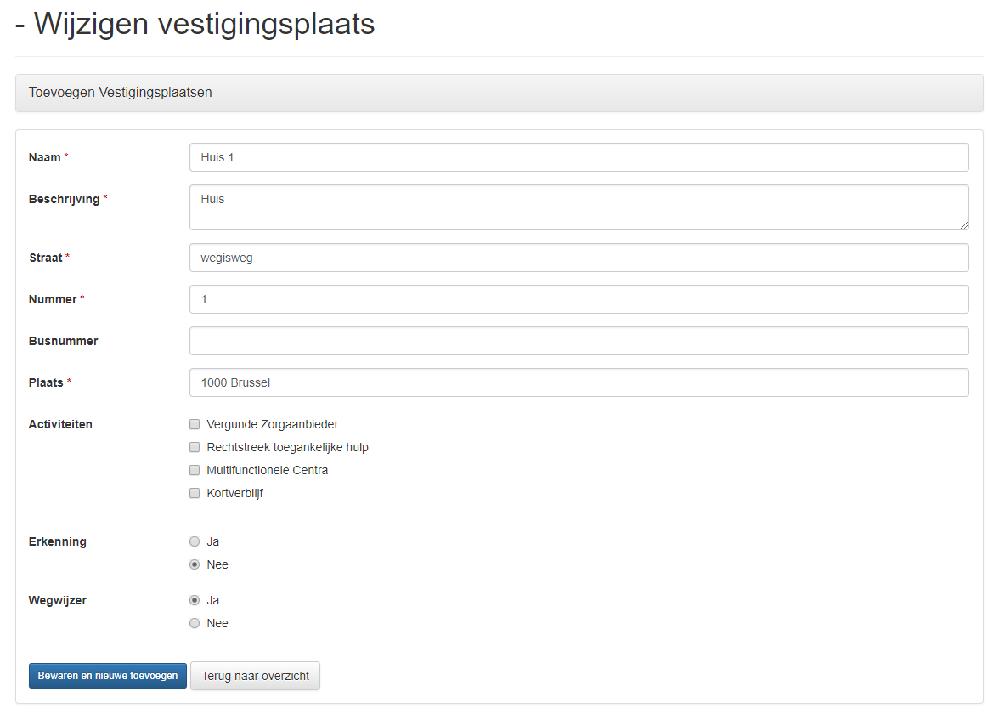 - Wijzigen vestigingsplaats
Toevoegen Vestigingsplaatsen
Naam * Huis 1
Beschrijving * Huis
Straat * wegisweg
Nummer * 1
Busnummer
Plaats * 1000 Brussel
Activiteiten Vergunde Zorgaanbieder
Rechtstreek toegankelijke hulp
Multifunctionele Centra
Kortverblijf
Erkenning Ja
Nee
Wegwijzer Ja
Nee
Bewaren en nieuwe toevoegen Terug naar overzicht